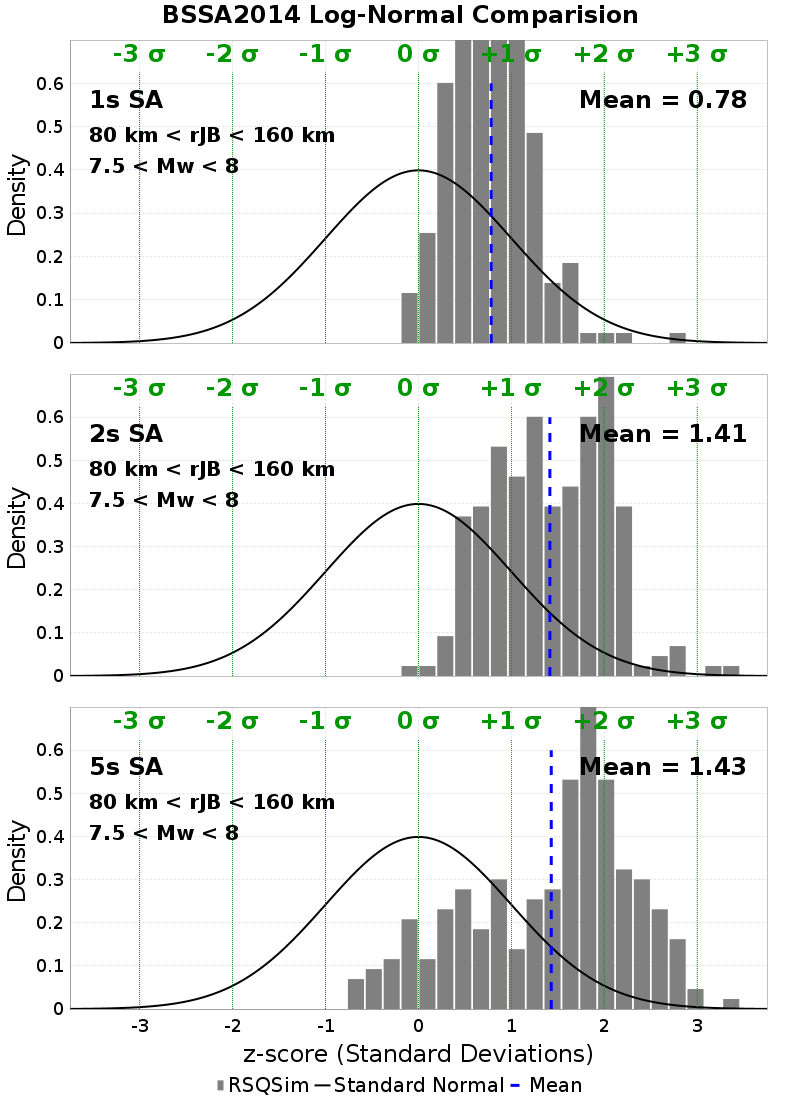 BSSA2014 Log-Normal Comparision
-3 σ -2 σ -1 σ 0 σ +1 σ +2 σ +3 σ
1s SA
Mean = 0.78
80 km < rJB < 160 km
7.5 < Mw < 8
Density
0.6
0.5
0.4
0.3
0.2
0.1
0
-3 σ -2 σ -1 σ 0 σ +1 σ +2 σ +3 σ
2s SA
Mean = 1.41
80 km < rJB < 160 km
7.5 < Mw < 8
Density
0.6
0.5
0.4
0.3
0.2
0.1
0
-3 σ -2 σ -1 σ 0 σ +1 σ +2 σ +3 σ
5s SA
Mean = 1.43
80 km < rJB < 160 km
7.5 < Mw < 8
Density
0.6
0.5
0.4
0.3
0.2
0.1
0
-3 -2 -1 0 1 2 3
z-score (Standard Deviations)
RSQSim Standard Normal Mean